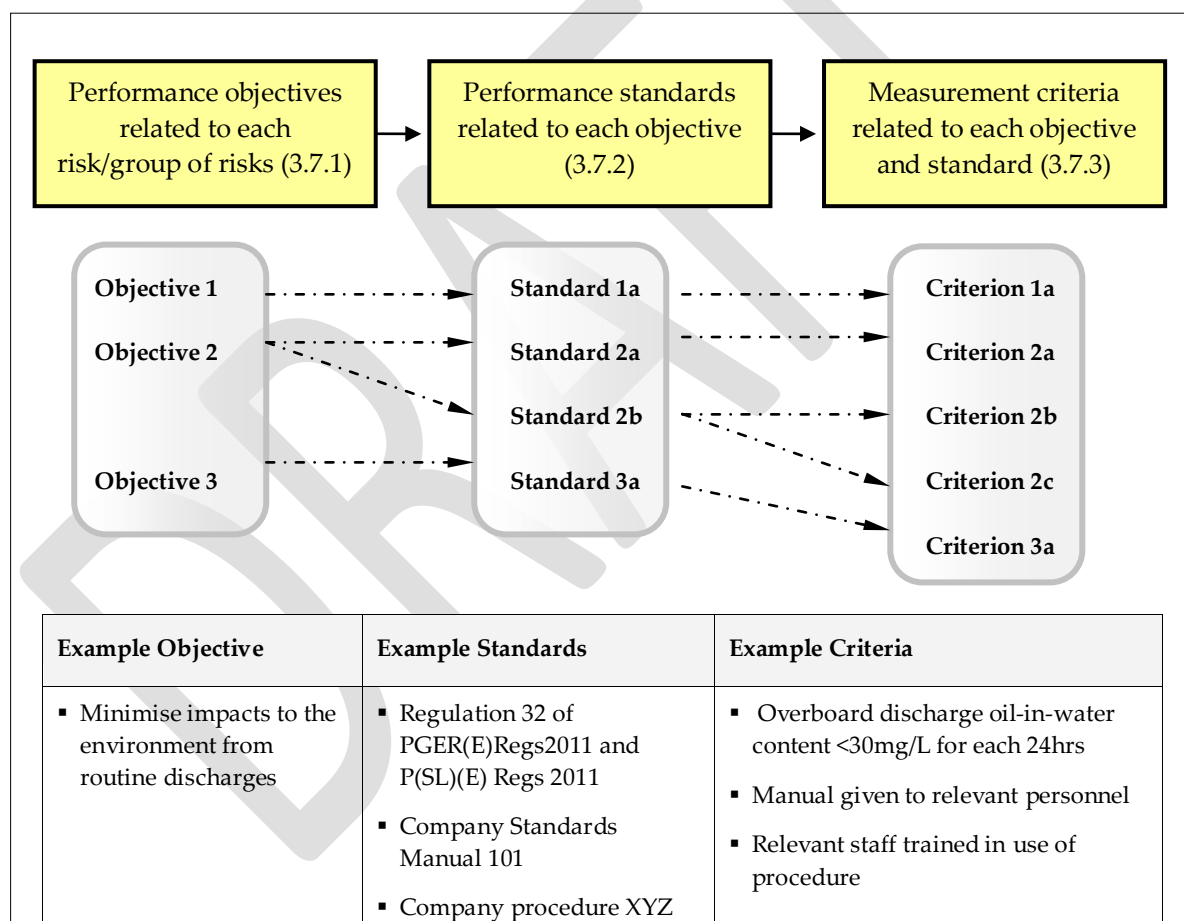 Performance objectives
related to each
risk/group of risks (3.7.1)
Performance standards
related to each objective
(3.7.2)
Measurement criteria
related to each objective
and standard (3.7.3)
Objective 1
Objective 2
Objective 3
Standard 1a
Standard 2a
Standard 2b
Standard 3a
Criterion 1a
Criterion 2a
Criterion 2b
Criterion 2c
Criterion 3a
DRAFT
Example Objective
Example Standards
Example Criteria
▪ Minimise impacts to the
environment from
routine discharges
▪ Regulation 32 of
PGER(E)Regs2011 and
P(SL)(E) Regs 2011
▪ Company Standards
Manual 101
▪ Company procedure XYZ
▪ Overboard discharge oil-in-water
content <30mg/L for each 24hrs
▪ Manual given to relevant personnel
▪ Relevant staff trained in use of
procedure